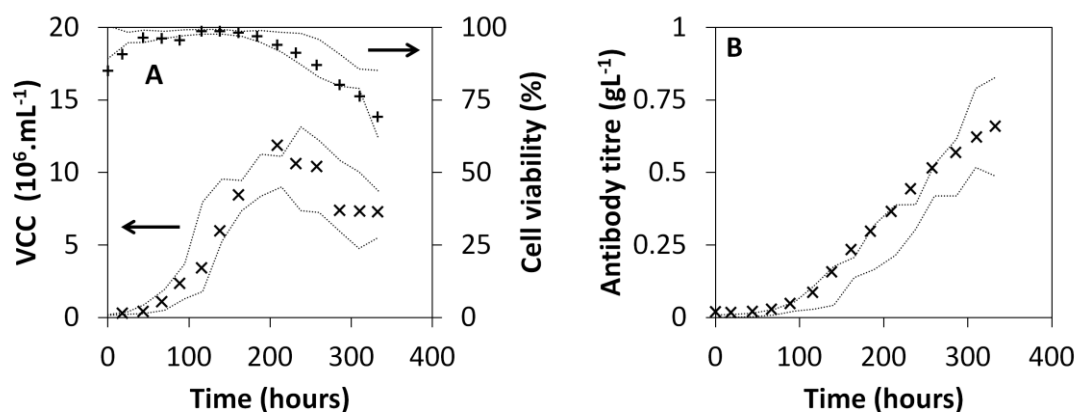 A
VCC (10⁶.mL⁻¹)
20
15
10
5
0
Cell viability (%)
100
75
50
25
0
0 100 200 300 400
Time (hours)
B
Antibody titre (gL⁻¹)
1
0.75
0.5
0.25
0
0 100 200 300 400
Time (hours)